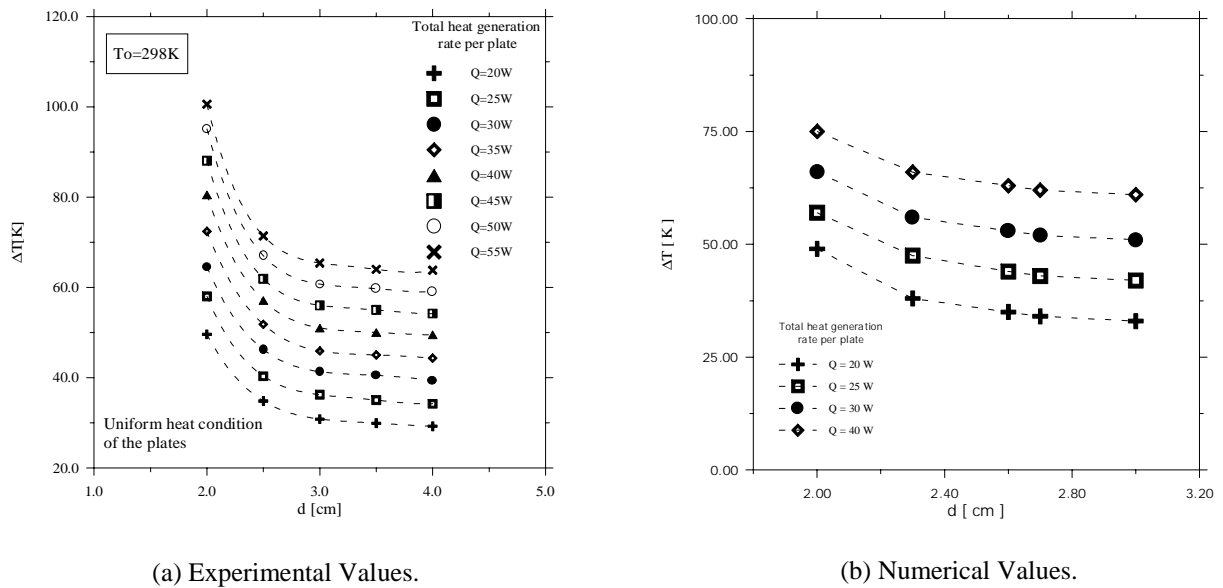 120.0
100.0
80.0
60.0
40.0
20.0
ΔT[K]
To=298K
Total heat generation
rate per plate
Q=20W
Q=25W
Q=30W
Q=35W
Q=40W
Q=45W
Q=50W
Q=55W
Uniform heat condition
of the plates
1.0 2.0 3.0 4.0 5.0
d [cm]
(a) Experimental Values.
100.00
75.00
50.00
25.00
0.00
ΔT [ K ]
Total heat generation
rate per plate
Q = 20 W
Q = 25 W
Q = 30 W
Q = 40 W
2.00 2.40 2.80 3.20
d [ cm ]
(b) Numerical Values.